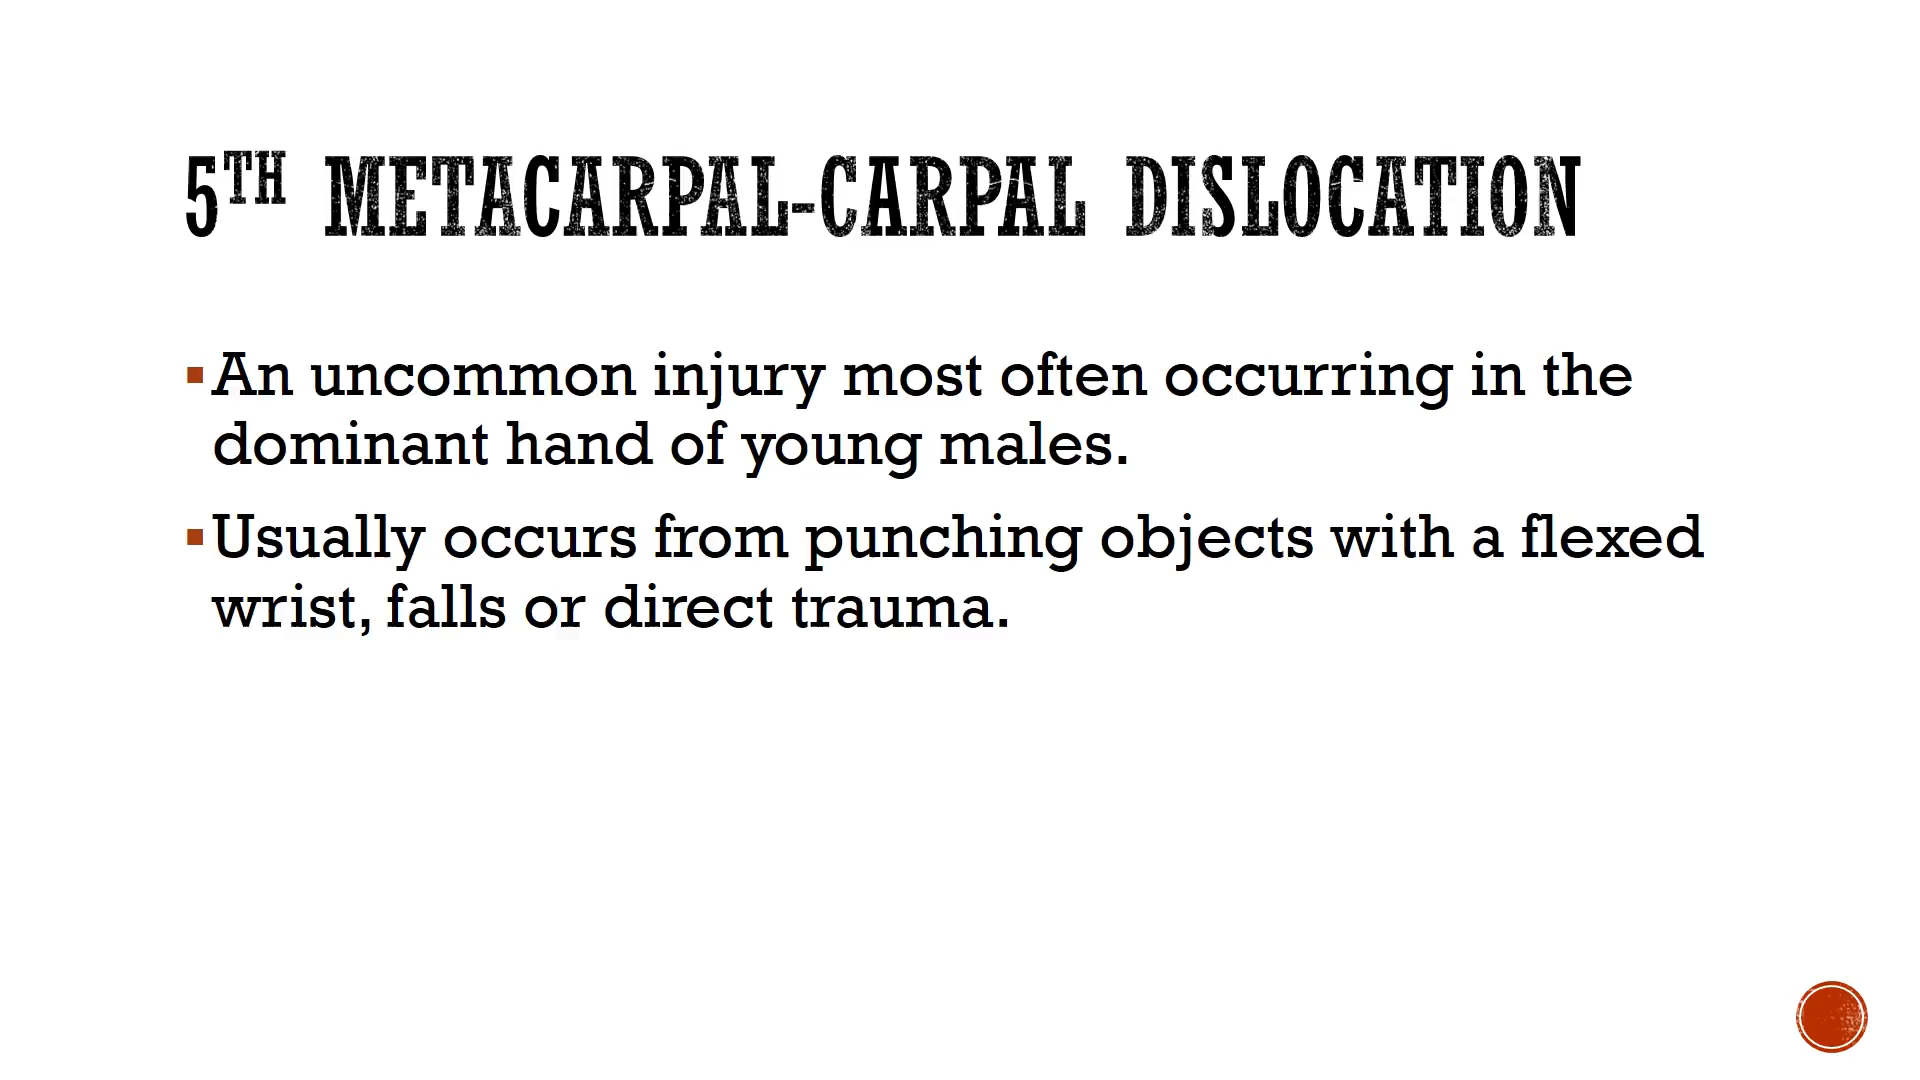 5TH METACARPAL-CARPAL DISLOCATION
▪An uncommon injury most often occurring in the
dominant hand of young males.
▪Usually occurs from punching objects with a flexed
wrist, falls or direct trauma.